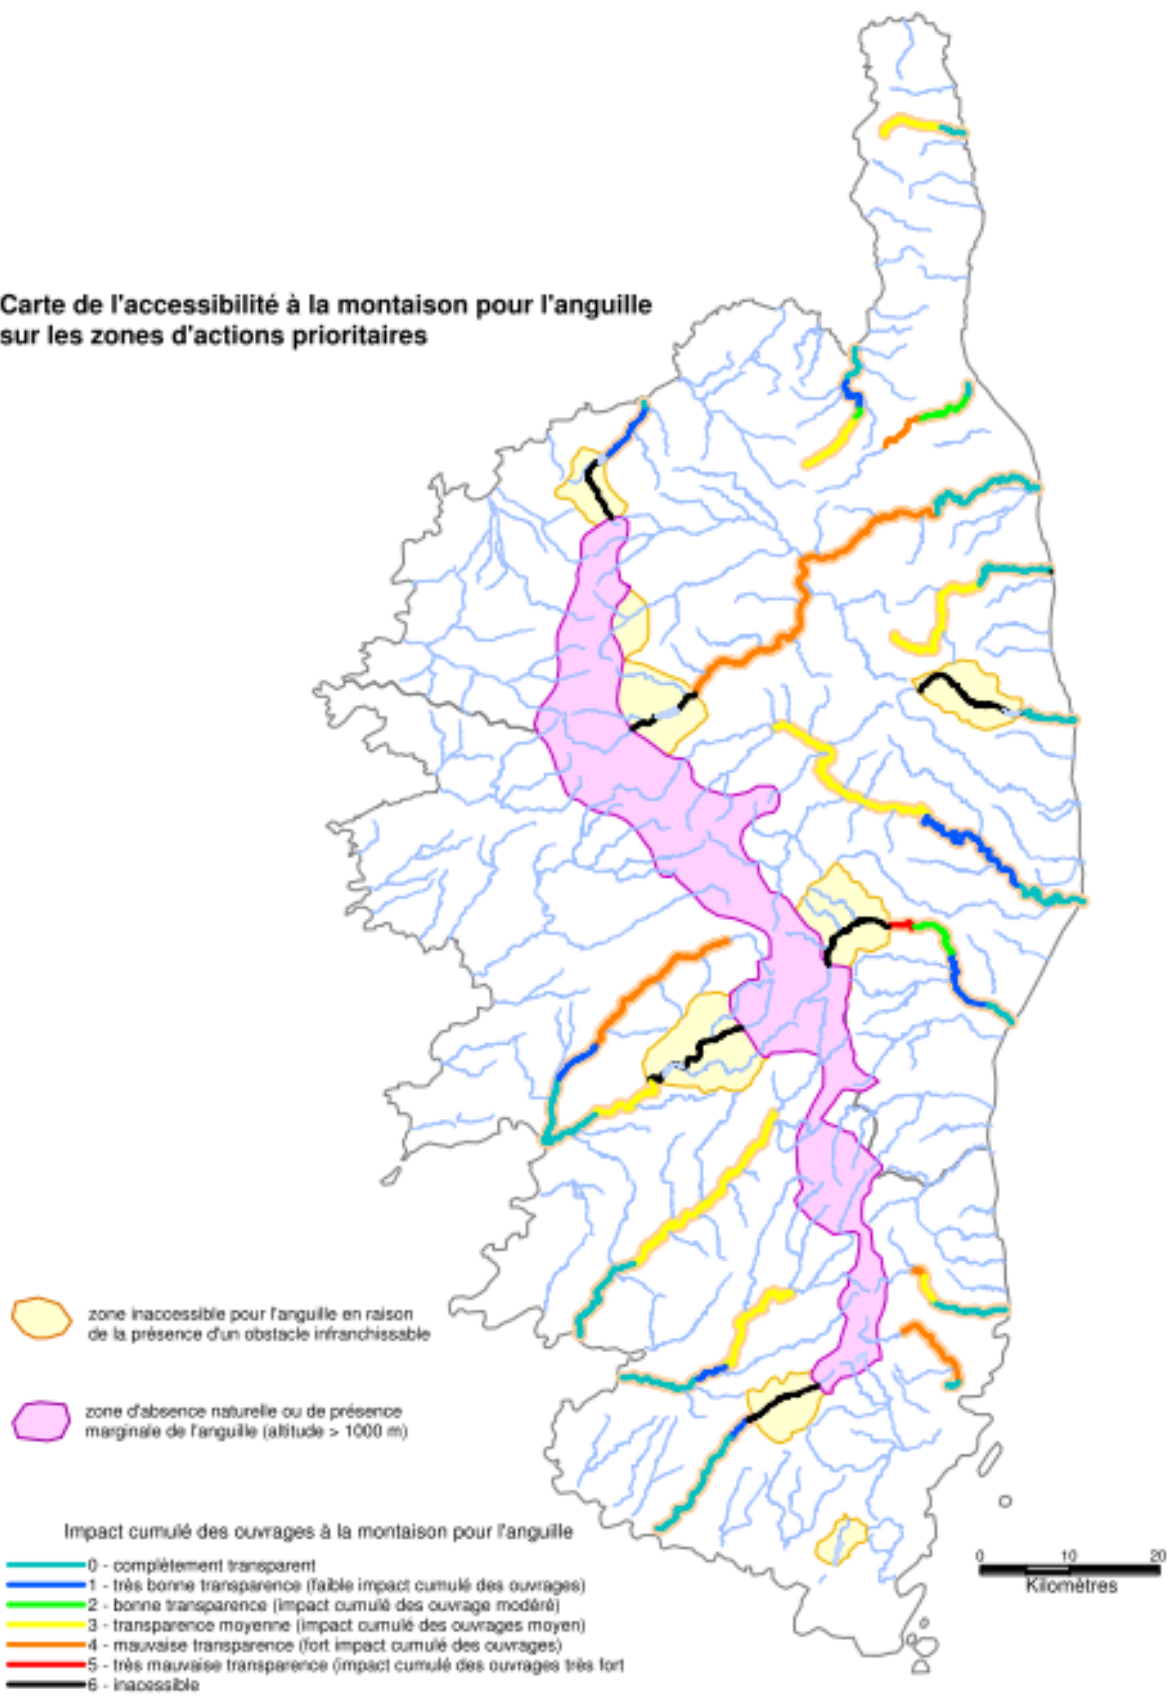 Carte de l'accessibilité à la montaison pour l'anguille
sur les zones d'actions prioritaires
zone inaccessible pour l'anguille en raison
de la présence d'un obstacle infranchissable
zone d'absence naturelle ou de présence
marginale de l'anguille (altitude > 1000 m)
Impact cumulé des ouvrages à la montaison pour l'anguille
0 - complètement transparent
1 - très bonne transparence (faible impact cumulé des ouvrages)
2 - bonne transparence (impact cumulé des ouvrage modéré)
3 - transparence moyenne (impact cumulé des ouvrages moyen)
4 - mauvaise transparence (fort impact cumulé des ouvrages)
5 - très mauvaise transparence (impact cumulé des ouvrages très fort
6 - inacessible
0 10 20
Kilomètres